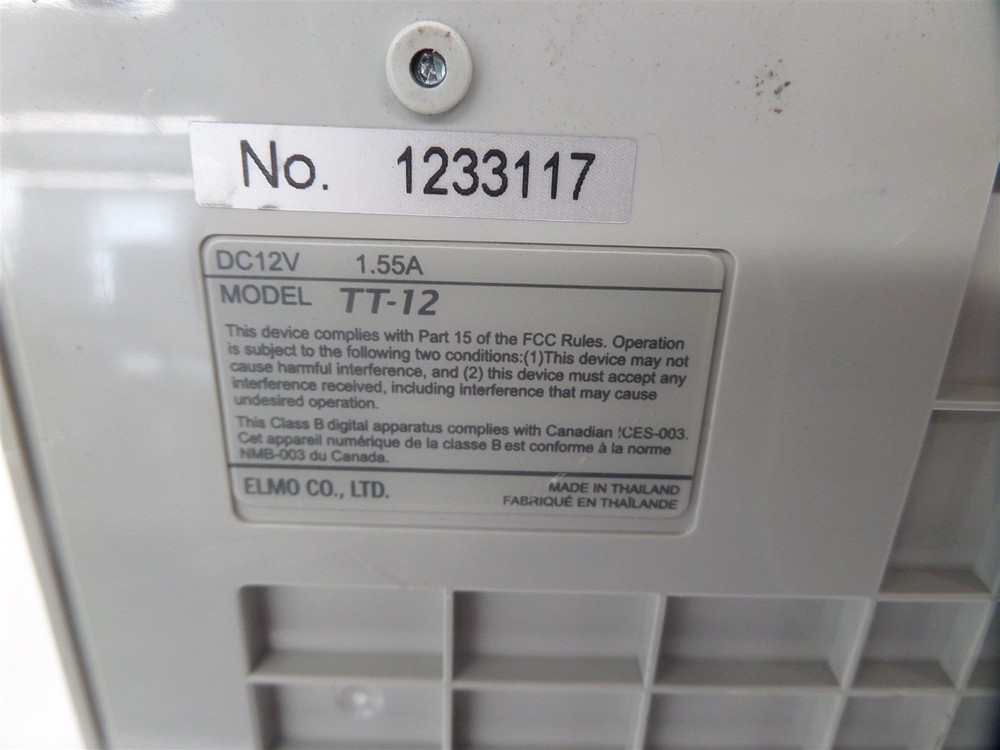 No. 1233117
DC12V 1.55A
MODEL TT-12
This device complies with Part 15 of the FCC Rules. Operation
is subject to the following two conditions:(1)This device may not
cause harmful interference, and (2) this device must accept any
interference received, including interference that may cause
undesired operation.
This Class B digital apparatus complies with Canadian ICES-003.
Cet appareil numérique de la classe B est conforme à la norme
NMB-003 du Canada.
ELMO CO., LTD.
MADE IN THAILAND
FABRIQUÉ EN THAÏLANDE